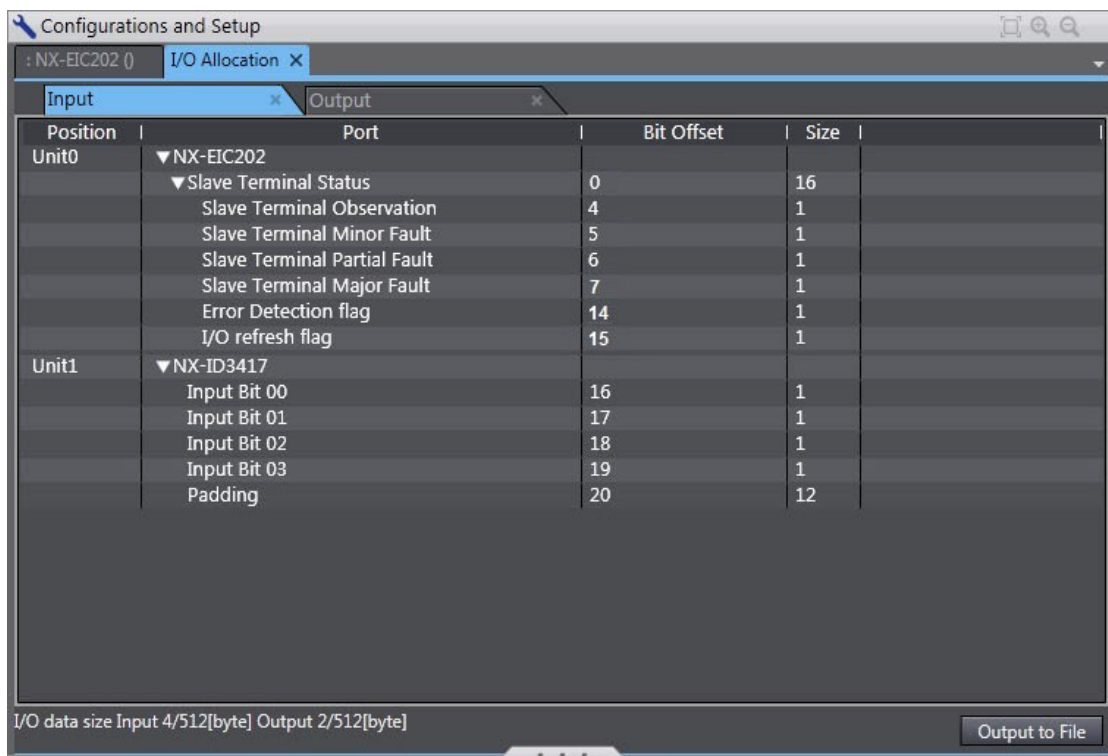 Configurations and Setup
: NX-EIC202 () I/O Allocation
Input Output
Position Port Bit Offset Size
Unit0 ▼NX-EIC202
▼Slave Terminal Status 0 16
Slave Terminal Observation 4 1
Slave Terminal Minor Fault 5 1
Slave Terminal Partial Fault 6 1
Slave Terminal Major Fault 7 1
Error Detection flag 14 1
I/O refresh flag 15 1
Unit1 ▼NX-ID3417
Input Bit 00 16 1
Input Bit 01 17 1
Input Bit 02 18 1
Input Bit 03 19 1
Padding 20 12
I/O data size Input 4/512[byte] Output 2/512[byte]
Output to File